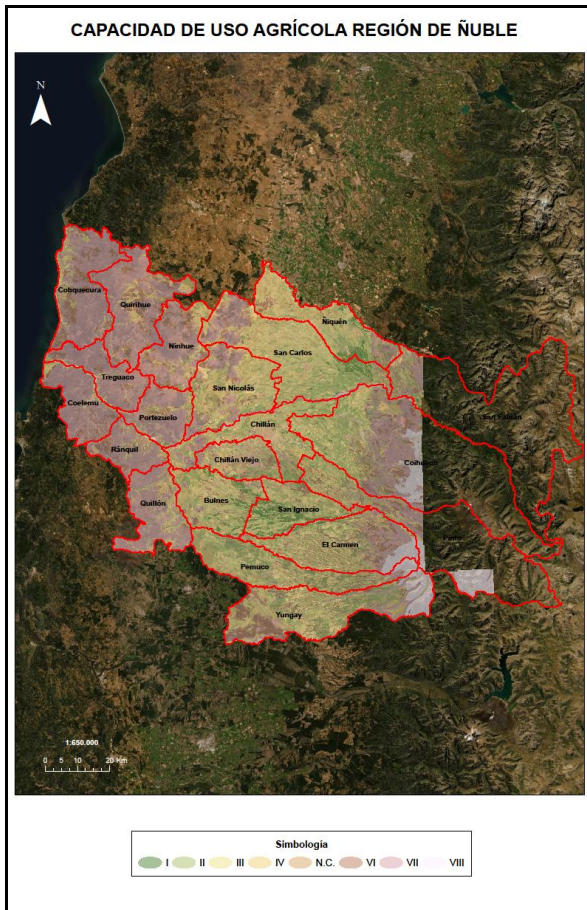 CAPACIDAD DE USO AGRÍCOLA REGIÓN DE ÑUBLE
N
Cobquecura
Quirihue
Ninhue
Ñiquén
San Carlos
San Fabián
Treguaco
San Nicolás
Coelemu
Portezuelo
Chillán
Ránquil
Chillán Viejo
Coihueco
Quillón
Bulnes
San Ignacio
El Carmen
Pinto
Pemuco
Yungay
1:650.000
0 5 10 20 Km
Simbología
I II III IV N.C. VI VII VIII